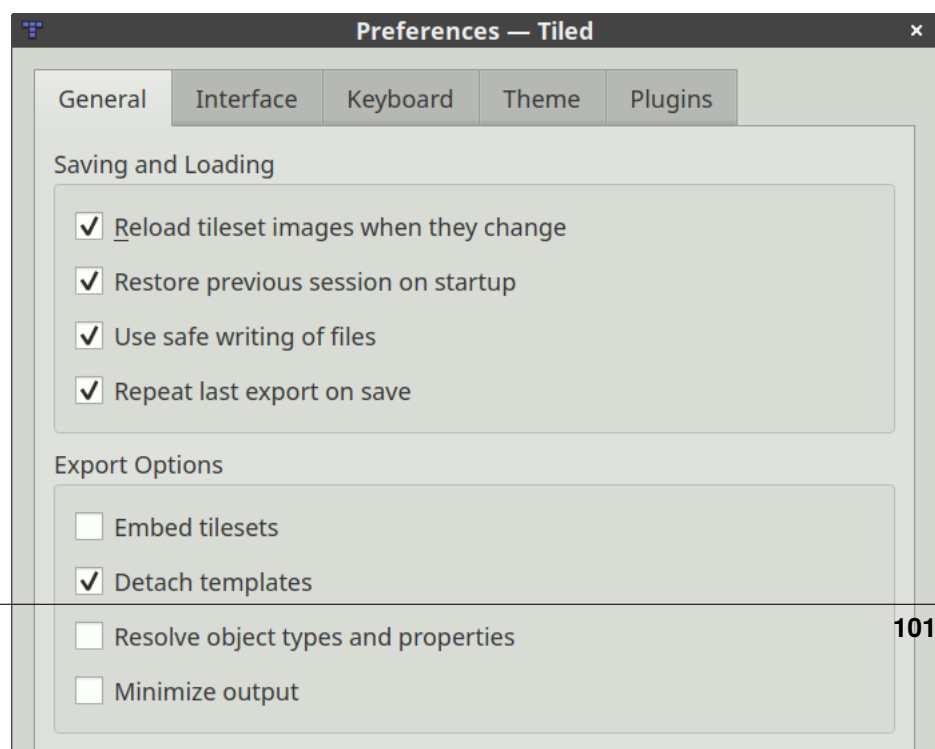 Preferences — Tiled
General Interface Keyboard Theme Plugins
Saving and Loading
Reload tileset images when they change
Restore previous session on startup
Use safe writing of files
Repeat last export on save
Export Options
Embed tilesets
Detach templates
Resolve object types and properties
101
Minimize output